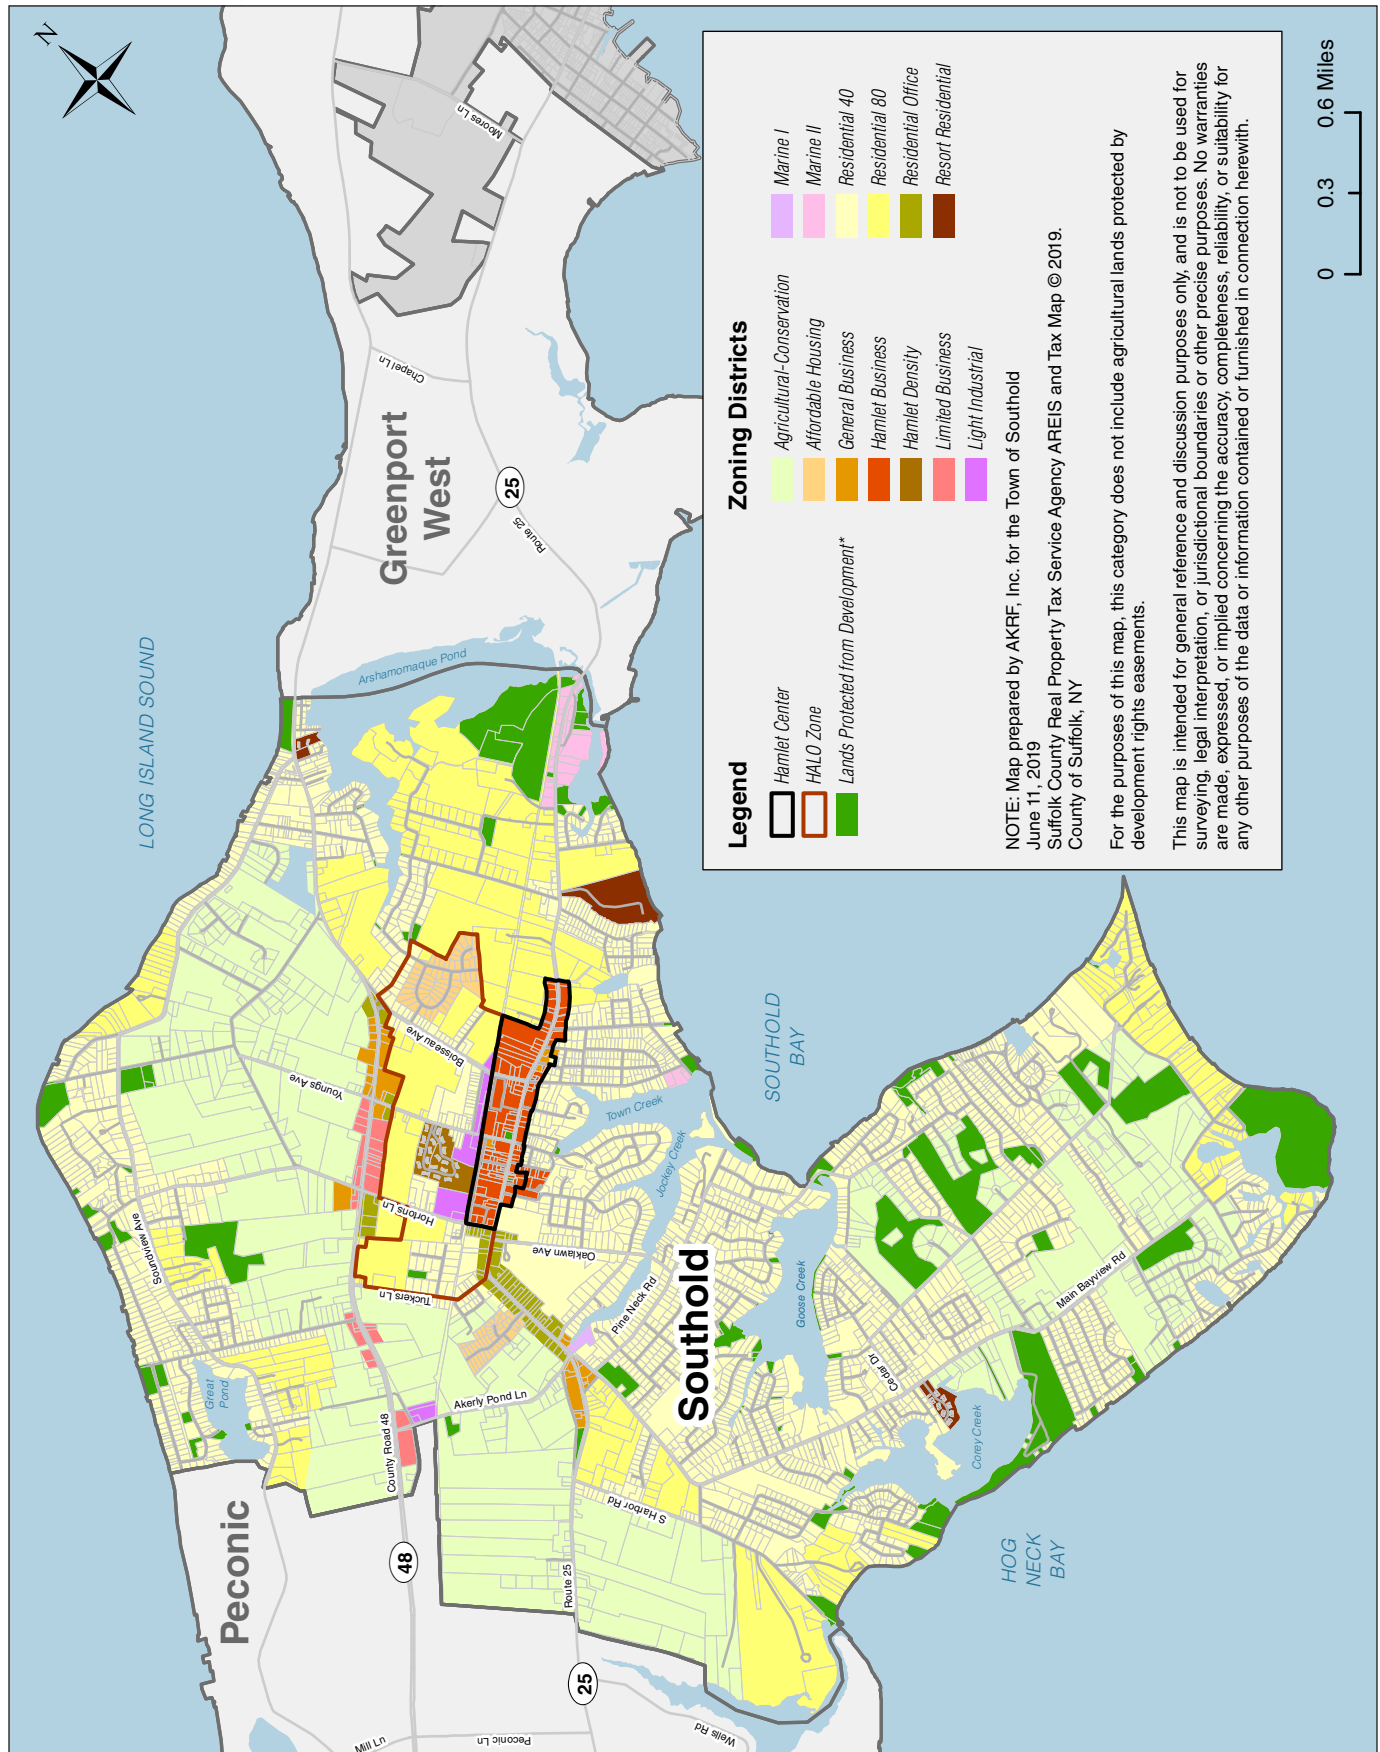 N
LONG ISLAND SOUND
Greenport
West
Moores Ln
Chapel Ln
25
Route 25
Arshamomaque Pond
Peconic
Great
Pond
Soundview Ave
Youngs Ave
Boisseau Ave
Hortons Ln
Tuckers Ln
Oaklawn Ave
Akerly Pond Ln
County Road 48
48
Route 25
25
Mill Ln
Peconic Ln
Wells Rd
S Harbor Rd
Pine Neck Rd
Southold
Town Creek
Jockey Creek
Goose Creek
Cedar Dr
Corey Creek
Main Bayview Rd
SOUTHOLD
BAY
HOG
NECK
BAY
Legend
Hamlet Center
HALO Zone
Lands Protected from Development*
Zoning Districts
Agricultural-Conservation
Affordable Housing
General Business
Hamlet Business
Hamlet Density
Limited Business
Light Industrial
Marine I
Marine II
Residential 40
Residential 80
Residential Office
Resort Residential
NOTE: Map prepared by AKRF, Inc. for the Town of Southold
June 11, 2019
Suffolk County Real Property Tax Service Agency AREIS and Tax Map © 2019.
County of Suffolk, NY
For the purposes of this map, this category does not include agricultural lands protected by
development rights easements.
This map is intended for general reference and discussion purposes only, and is not to be used for
surveying, legal interpretation, or jurisdictional boundaries or other precise purposes. No warranties
are made, expressed, or implied concerning the accuracy, completeness, reliability, or suitability for
any other purposes of the data or information contained or furnished in connection herewith.
0 0.3 0.6 Miles